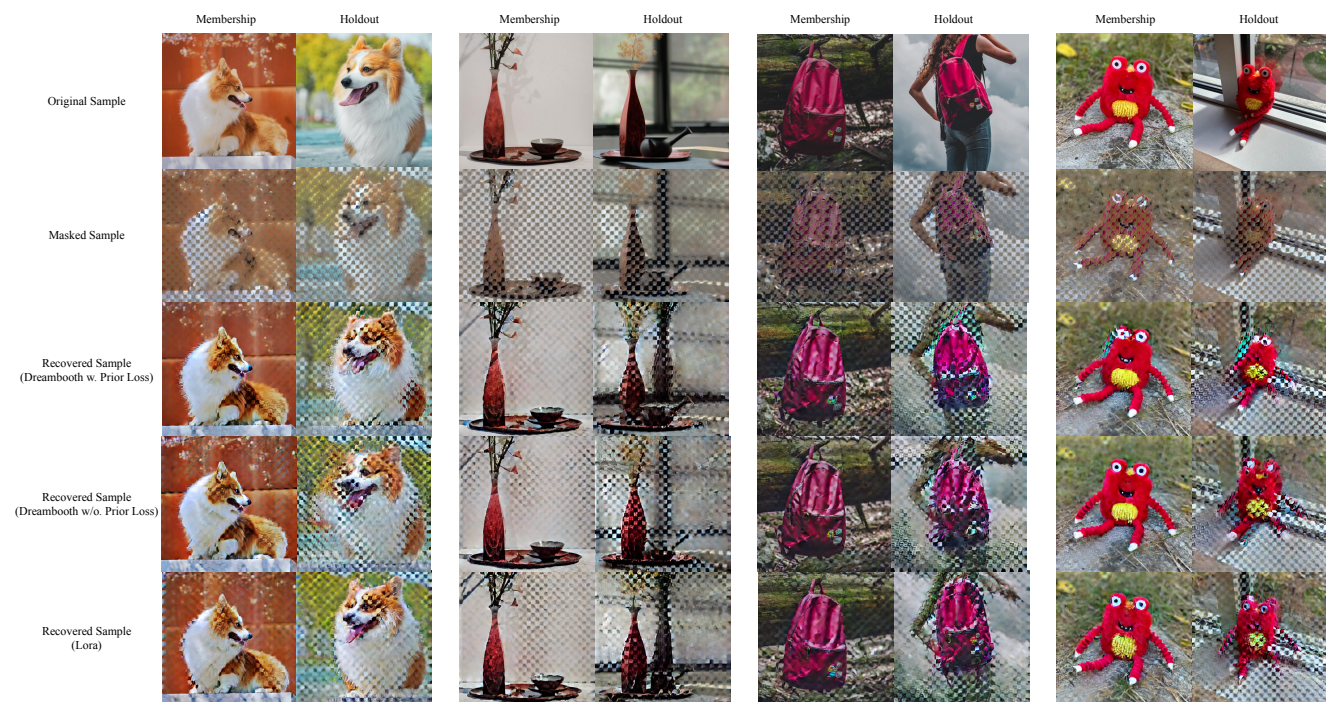 Membership Holdout Membership Holdout Membership Holdout Membership Holdout
Original Sample
Masked Sample
Recovered Sample
(Dreambooth w. Prior Loss)
Recovered Sample
(Dreambooth w/o. Prior Loss)
Recovered Sample
(Lora)